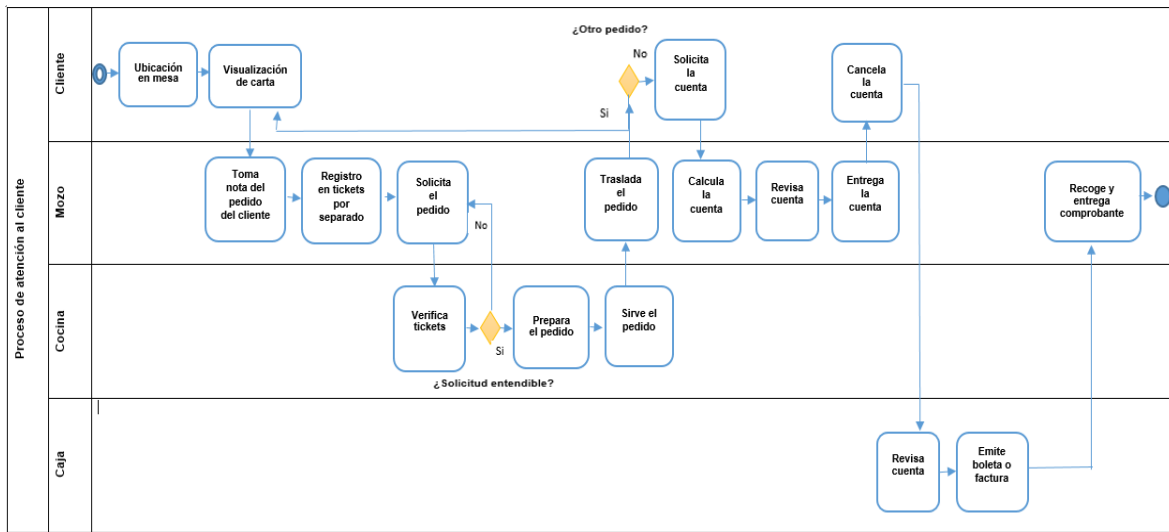 Proceso de atención al cliente
Cliente
¿Otro pedido?
Ubicación
en mesa
Visualización
de carta
No
Si
Solicita
la
cuenta
Cancela
la
cuenta
Mozo
Toma
nota del
pedido
del cliente
Registro
en tickets
por
separado
Solicita
el
pedido
No
Traslada
el
pedido
Calcula
la
cuenta
Revisa
cuenta
Entrega
la
cuenta
Recoge y
entrega
comprobante
Cocina
Verifica
tickets
Si
¿Solicitud entendible?
Prepara
el pedido
Sirve el
pedido
Caja
Revisa
cuenta
Emite
boleta o
factura